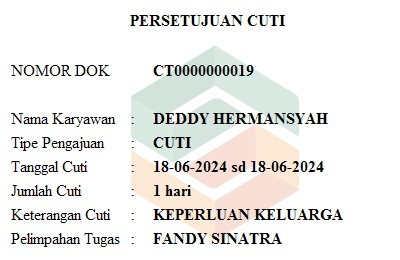 PERSETUJUAN CUTI
NOMOR DOK CT0000000019
Nama Karyawan : DEDDY HERMANSYAH
Tipe Pengajuan : CUTI
Tanggal Cuti : 18-06-2024 sd 18-06-2024
Jumlah Cuti : 1 hari
Keterangan Cuti : KEPERLUAN KELUARGA
Pelimpahan Tugas : FANDY SINATRA